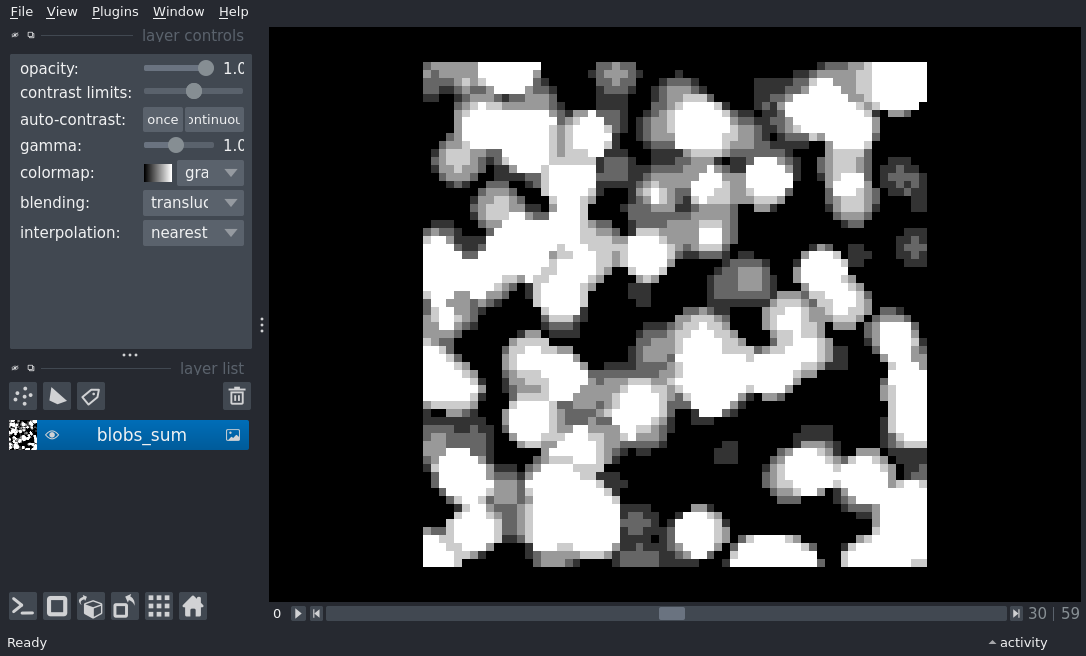 File View Plugins Window Help
layer controls
opacity: 1.0
contrast limits:
auto-contrast: once ontinuou
gamma: 1.0
colormap: gra
blending: transluc
interpolation: nearest
layer list
blobs_sum
0 30 | 59
Ready activity